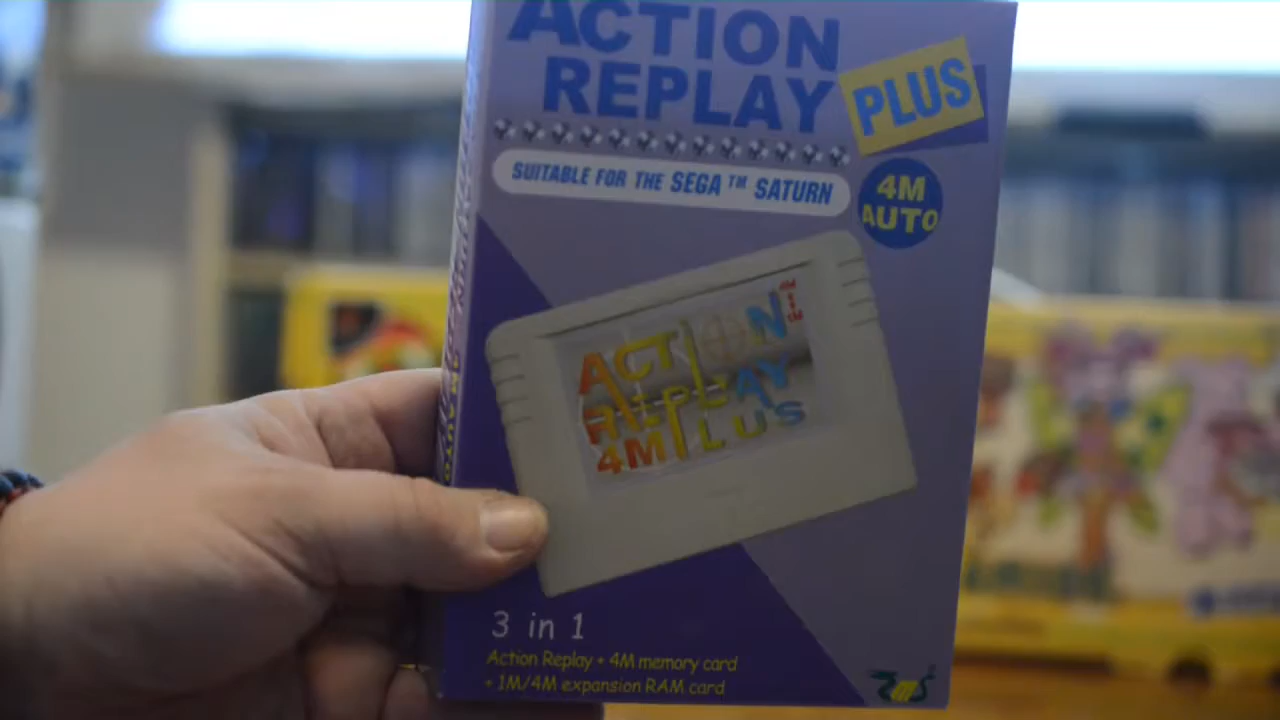 ACTION
REPLAY
PLUS
SUITABLE FOR THE SEGA™ SATURN
4M
AUTO
ACTION
REPLAY
4M PLUS
3 in 1
Action Replay + 4M memory card
+ 1M/4M expansion RAM card